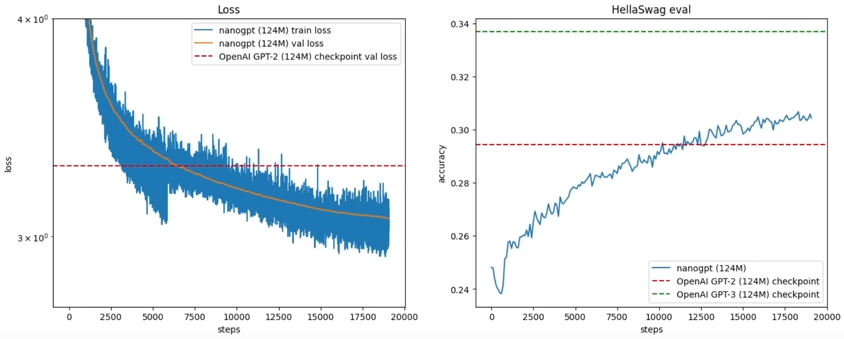 Loss
4 × 10⁰
3 × 10⁰
loss
0
2500
5000
7500
10000
12500
15000
17500
20000
steps
nanogpt (124M) train loss
nanogpt (124M) val loss
OpenAI GPT-2 (124M) checkpoint val loss
HellaSwag eval
0.34
0.32
0.30
0.28
0.26
0.24
accuracy
0
2500
5000
7500
10000
12500
15000
17500
20000
steps
nanogpt (124M)
OpenAI GPT-2 (124M) checkpoint
OpenAI GPT-3 (124M) checkpoint